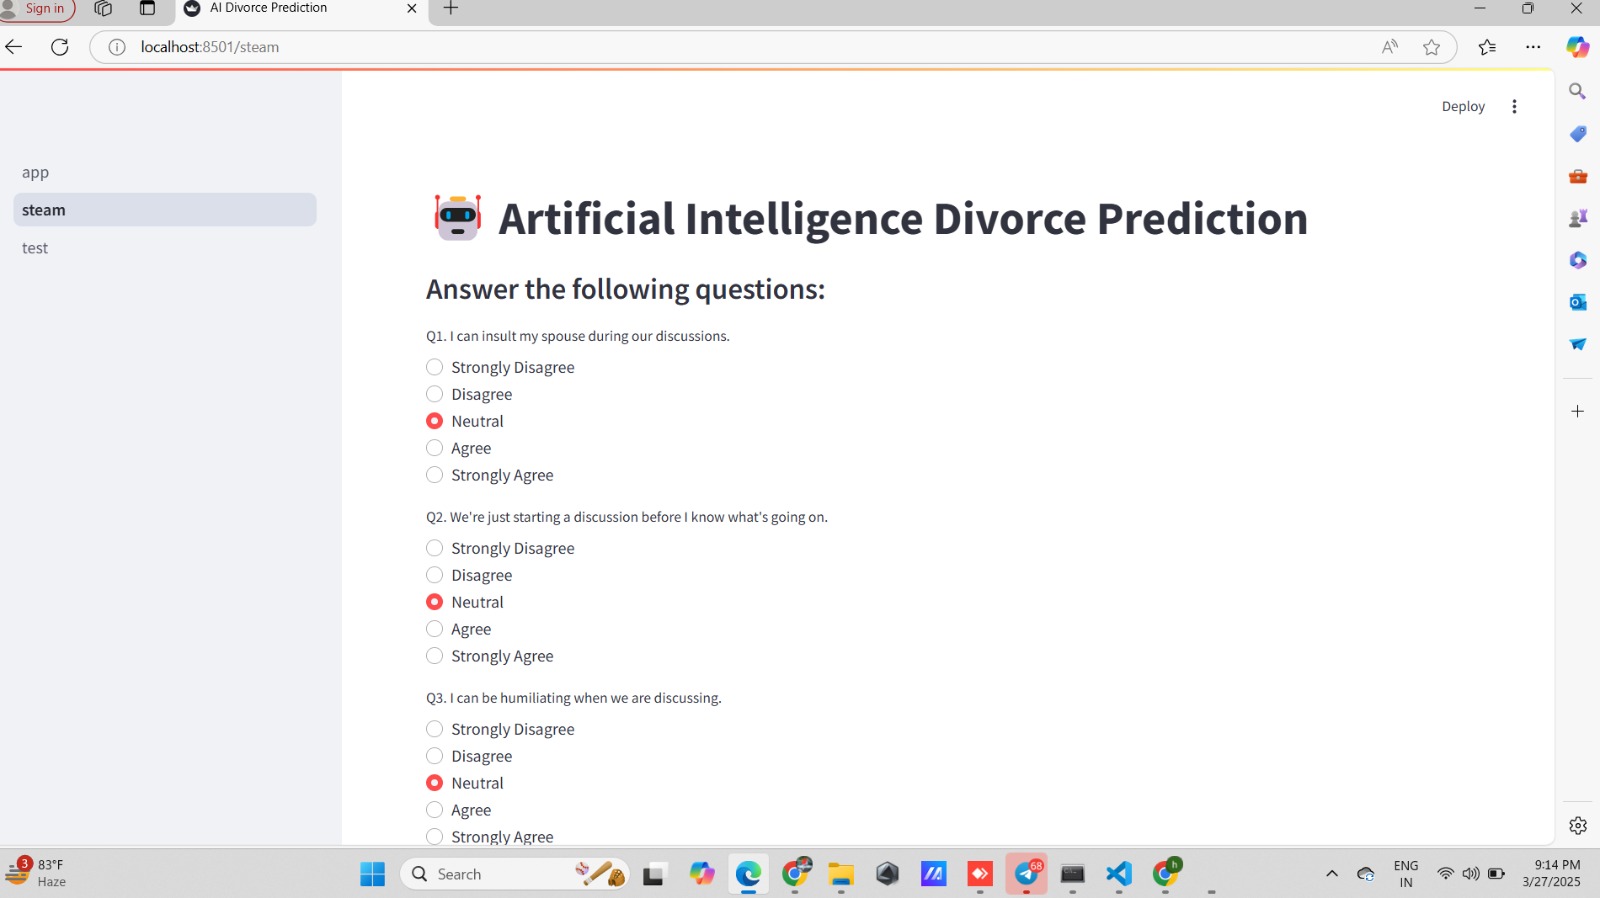 Sign in
AI Divorce Prediction
localhost:8501/steam
Deploy
app
steam
test
Artificial Intelligence Divorce Prediction
Answer the following questions:
Q1. I can insult my spouse during our discussions.
Strongly Disagree
Disagree
Neutral
Agree
Strongly Agree
Q2. We're just starting a discussion before I know what's going on.
Strongly Disagree
Disagree
Neutral
Agree
Strongly Agree
Q3. I can be humiliating when we are discussing.
Strongly Disagree
Disagree
Neutral
Agree
Strongly Agree
3
83°F
Haze
Search
68
h
ENG
IN
9:14 PM
3/27/2025